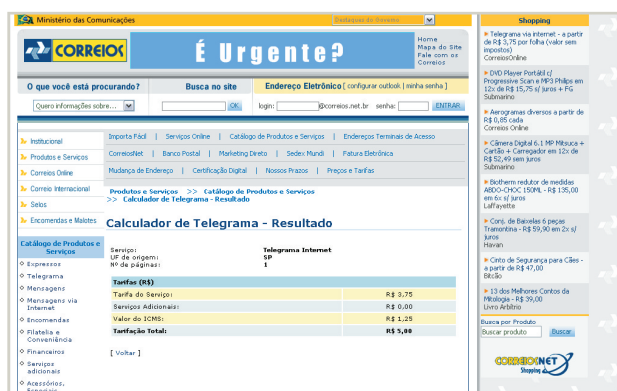 Ministério das Comunicações
Destaques do Governo
CORREIOS
É Urgente?
Home
Mapa do Site
Fale com os
Correios
O que você está procurando?
Busca no site
Endereço Eletrônico [ configurar outlook | minha senha ]
Quero informações sobre...
OK
login:
@correios.net.br
senha:
ENTRAR
Institucional
Produtos e Serviços
Correios Online
Correio Internacional
Selos
Encomendas e Malotes
Catálogo de Produtos e
Serviços
Expressos
Telegrama
Mensagens
Mensagens via
Internet
Encomendas
Filatelia e
Conveniência
Financeiros
Serviços
adicionais
Acessórios,
Especiais
Importa Fácil | Serviços Online | Catálogo de Produtos e Serviços | Endereços Terminais de Acesso
CorreiosNet | Banco Postal | Marketing Direto | Sedex Mundi | Fatura Eletrônica
Mudança de Endereço | Certificação Digital | Nossos Prazos | Preços e Tarifas
Produtos e Serviços >> Catálogo de Produtos e Serviços
>> Calculador de Telegrama - Resultado
Calculador de Telegrama - Resultado
Serviço: Telegrama Internet
UF de origem: SP
Nº de páginas: 1
Tarifas (R$)
Tarifa do Serviço: R$ 3,75
Serviços Adicionais: R$ 0,00
Valor do ICMS: R$ 1,25
Tarifação Total: R$ 5,00
[ Voltar ]
Shopping
Telegrama via internet - a partir
de R$ 3,75 por folha (valor sem
impostos)
CorreiosOnline
DVD Player Portátil c/
Progressive Scan e MP3 Philips em
12x de R$ 15,75 s/ juros + FG
Submarino
Aerogramas diversos a partir de
R$ 0,85 cada
Correios Online
Câmera Digital 6.1 MP Mitsuca +
Cartão + Carregador em 12x de
R$ 52,49 sem juros
Submarino
Biotherm redutor de medidas
ABDO-CHOC 150ML - R$ 135,00
em 6x s/ juros
Laffayette
Conj. de Baixelas 6 peças
Tramontina - R$ 59,90 em 2x s/
juros
Havan
Cinto de Segurança para Cães -
a partir de R$ 47,00
Bitcão
13 dos Melhores Contos da
Mitologia - R$ 39,00
Livro Arbítrio
Busca por Produto
Buscar produto
Buscar
CORREIOSNET
Shopping